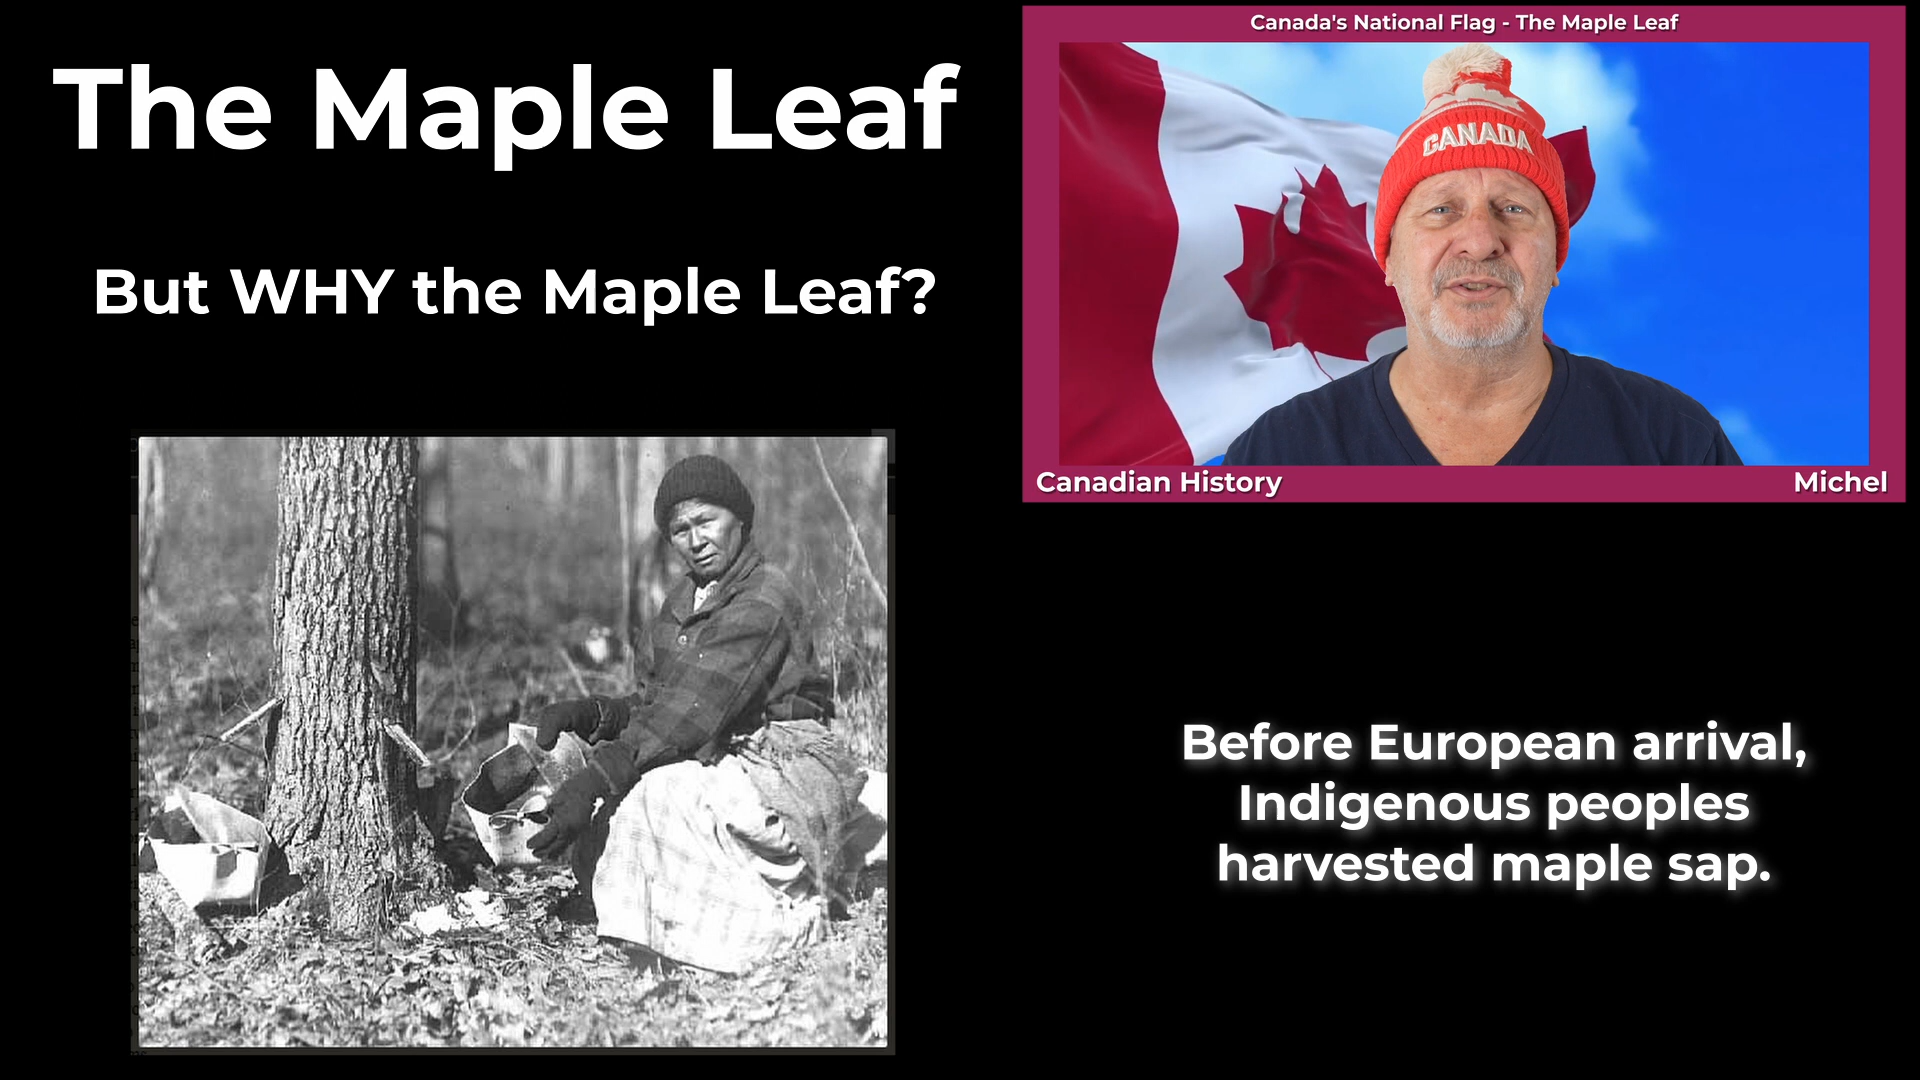 The Maple Leaf
But WHY the Maple Leaf?
Canada's National Flag - The Maple Leaf
CANADA
Canadian History
Michel
Before European arrival,
Indigenous peoples
harvested maple sap.